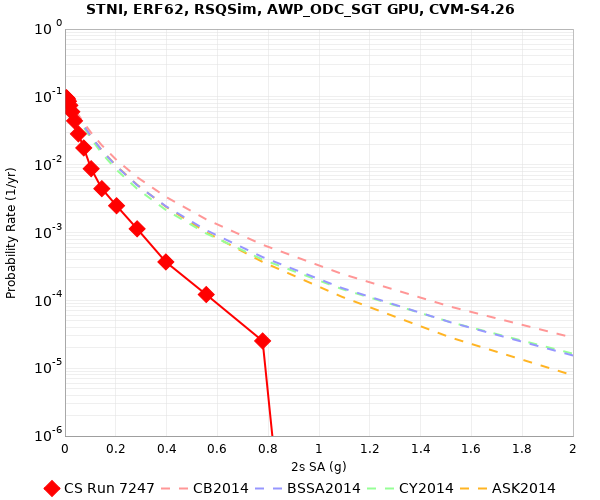 STNI, ERF62, RSQSim, AWP_ODC_SGT GPU, CVM-S4.26
Probability Rate (1/yr)
10^0
10^-1
10^-2
10^-3
10^-4
10^-5
10^-6
0 0.2 0.4 0.6 0.8 1 1.2 1.4 1.6 1.8 2
2s SA (g)
CS Run 7247 CB2014 BSSA2014 CY2014 ASK2014